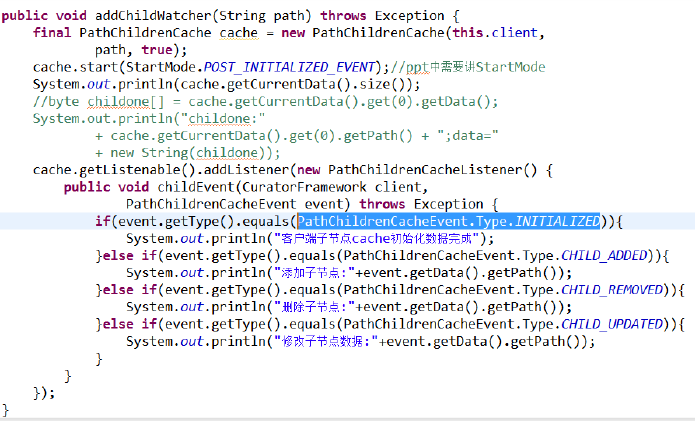 public void addChildWatcher(String path) throws Exception {
    final PathChildrenCache cache = new PathChildrenCache(this.client,
            path, true);
    cache.start(StartMode.POST_INITIALIZED_EVENT);//ppt中需要讲StartMode
    System.out.println(cache.getCurrentData().size());
    //byte childone[] = cache.getCurrentData().get(0).getData();
    System.out.println("childone:"
            + cache.getCurrentData().get(0).getPath() + ";data="
            + new String(childone));
    cache.getListenable().addListener(new PathChildrenCacheListener() {
        public void childEvent(CuratorFramework client,
                PathChildrenCacheEvent event) throws Exception {
            if(event.getType().equals(PathChildrenCacheEvent.Type.INITIALIZED)){
                System.out.println("客户端子节点cache初始化数据完成");
            }else if(event.getType().equals(PathChildrenCacheEvent.Type.CHILD_ADDED)){
                System.out.println("添加子节点:"+event.getData().getPath());
            }else if(event.getType().equals(PathChildrenCacheEvent.Type.CHILD_REMOVED)){
                System.out.println("删除子节点:"+event.getData().getPath());
            }else if(event.getType().equals(PathChildrenCacheEvent.Type.CHILD_UPDATED)){
                System.out.println("修改子节点数据:"+event.getData().getPath());
            }
        }
    });
}